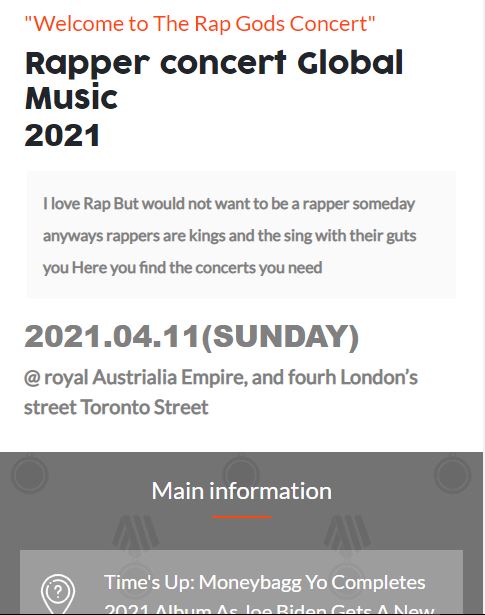 "Welcome to The Rap Gods Concert"
Rapper concert Global
Music
2021
I love Rap But would not want to be a rapper someday
anyways rappers are kings and the sing with their guts
you Here you find the concerts you need
2021.04.11(SUNDAY)
@ royal Austrialia Empire, and fourh London's
street Toronto Street
Main information
Time's Up: Moneybagg Yo Completes
2021 Album As Joe Biden Gets A New